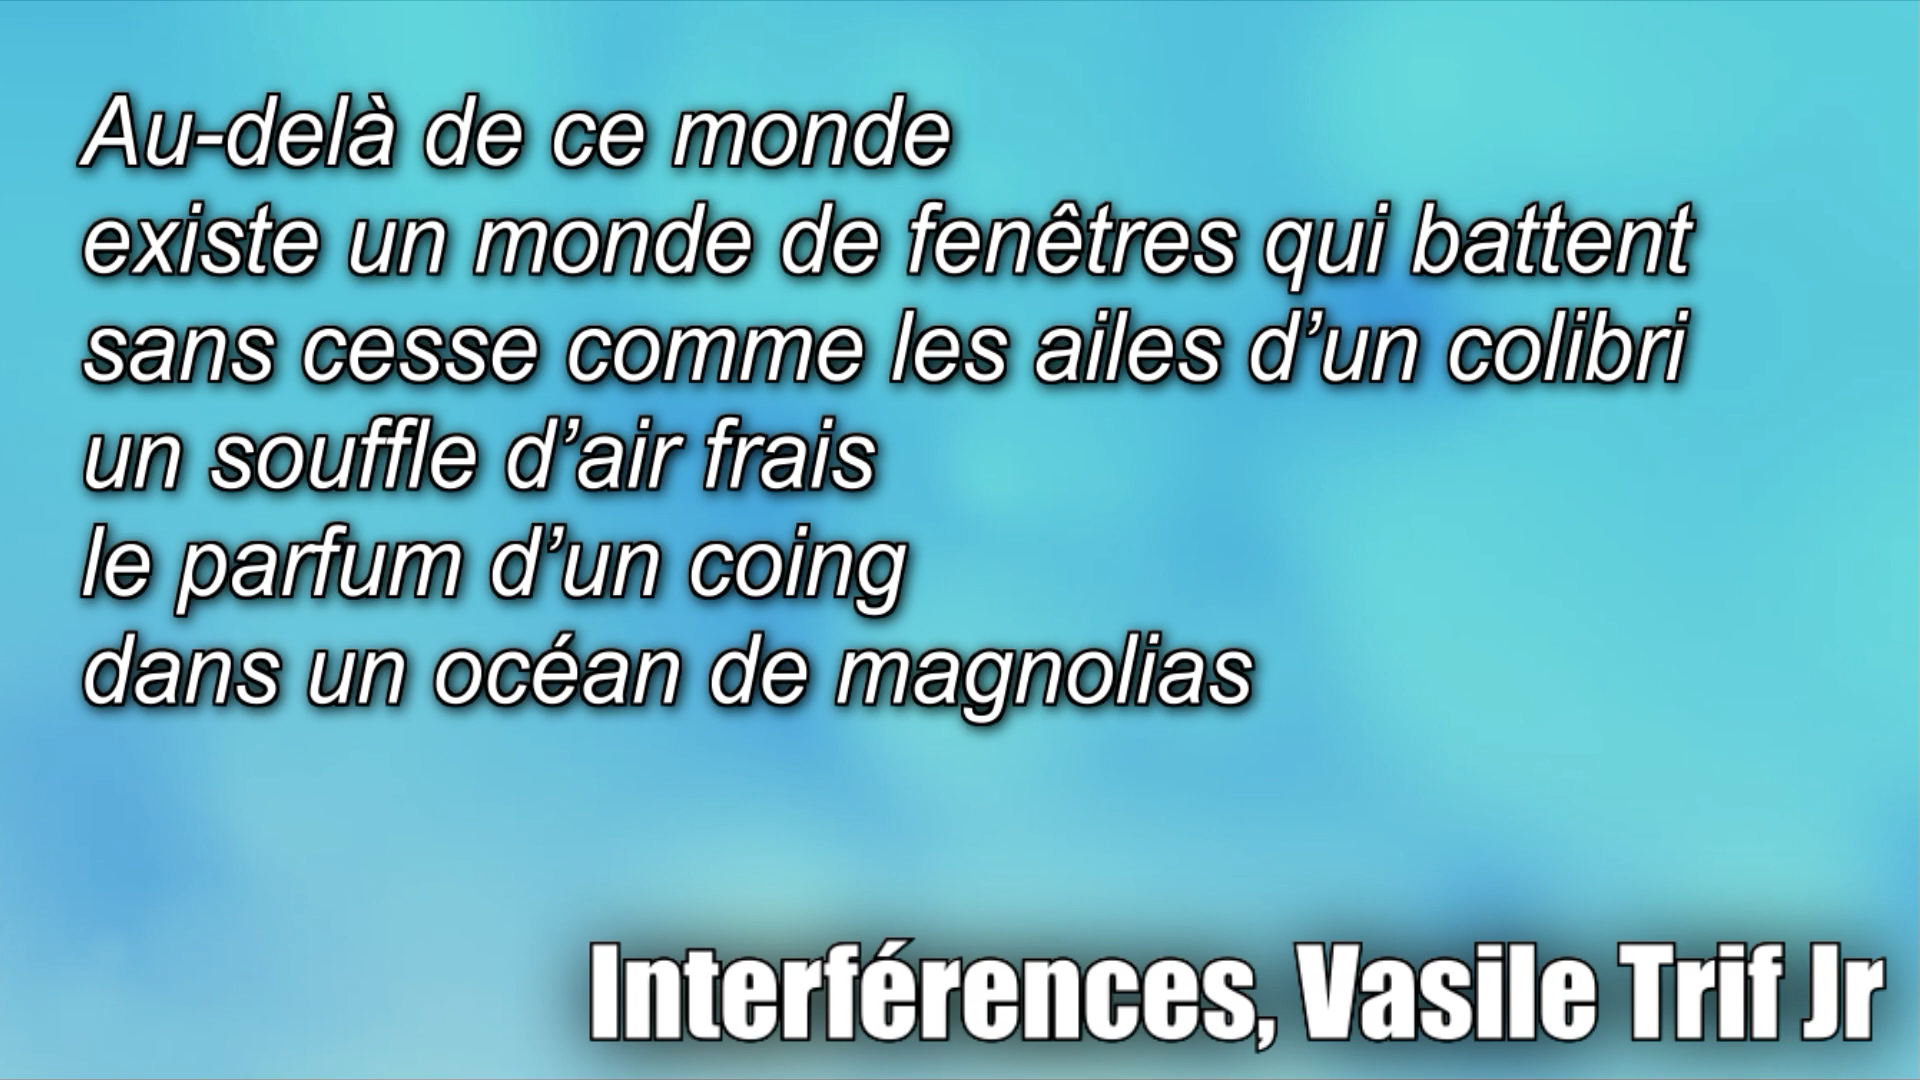 Au-delà de ce monde
existe un monde de fenêtres qui battent
sans cesse comme les ailes d’un colibri
un souffle d’air frais
le parfum d’un coing
dans un océan de magnolias
Interférences, Vasile Trif Jr